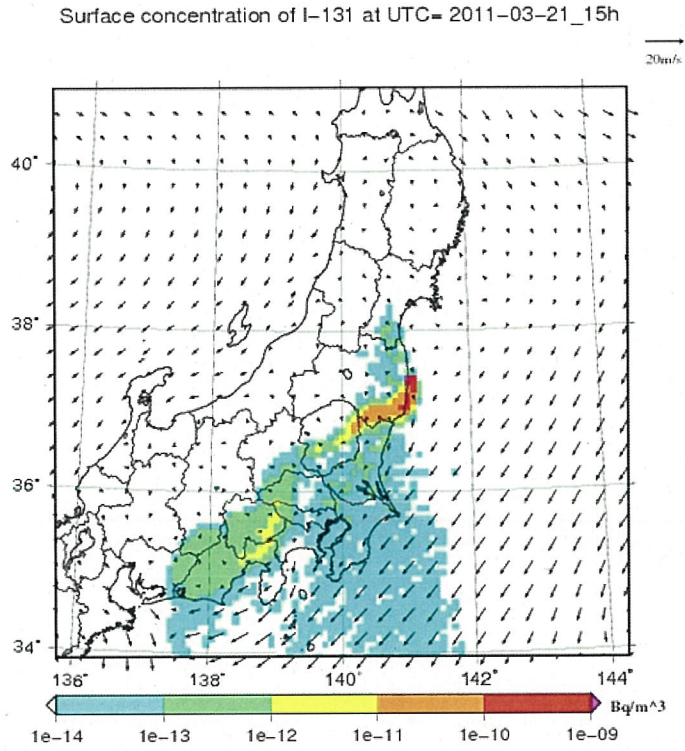 Surface concentration of I-131 at UTC= 2011-03-21_15h
20m/s
40°
38°
36°
34°
136° 138° 140° 142° 144°
Bq/m^3
1e-14 1e-13 1e-12 1e-11 1e-10 1e-09